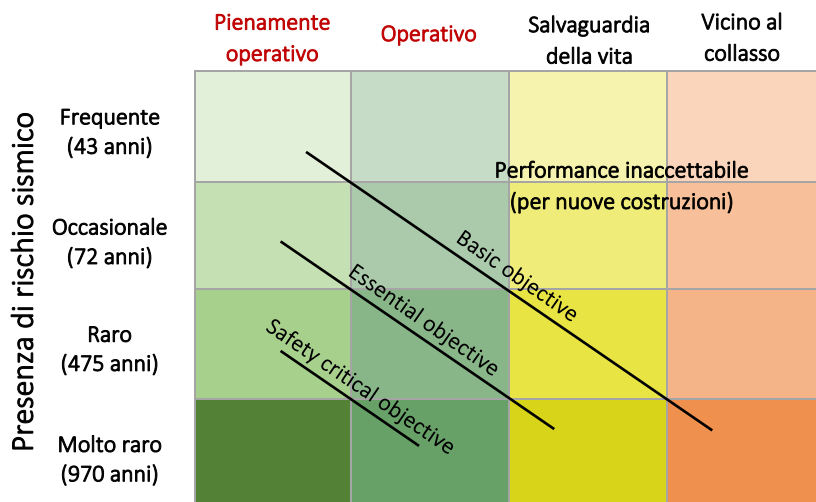 Pienamente
operativo
Operativo
Salvaguardia
della vita
Vicino al
collasso
Presenza di rischio sismico
Frequente
(43 anni)
Performance inaccettabile
(per nuove costruzioni)
Occasionale
(72 anni)
Basic objective
Essential objective
Raro
(475 anni)
Safety critical objective
Molto raro
(970 anni)